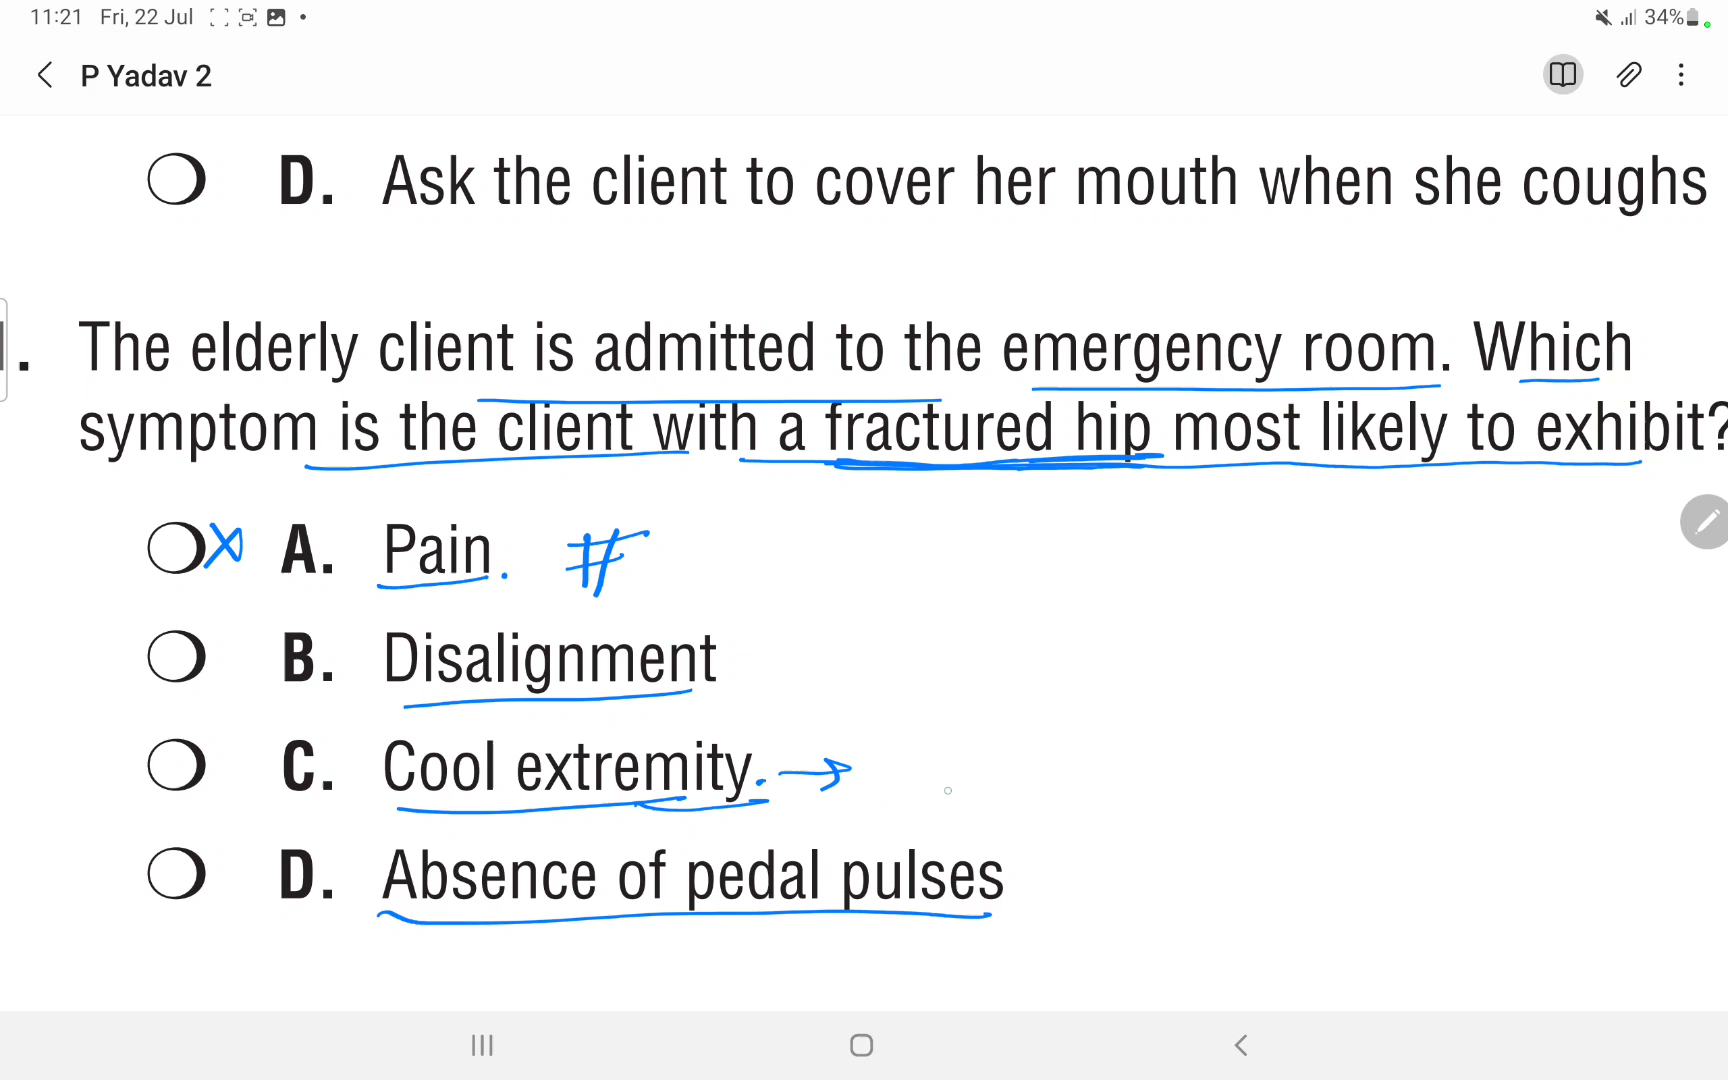 11:21 Fri, 22 Jul 34%
P Yadav 2
D. Ask the client to cover her mouth when she coughs
. The elderly client is admitted to the emergency room. Which
symptom is the client with a fractured hip most likely to exhibit?
X A. Pain. #
B. Disalignment
C. Cool extremity. →
D. Absence of pedal pulses